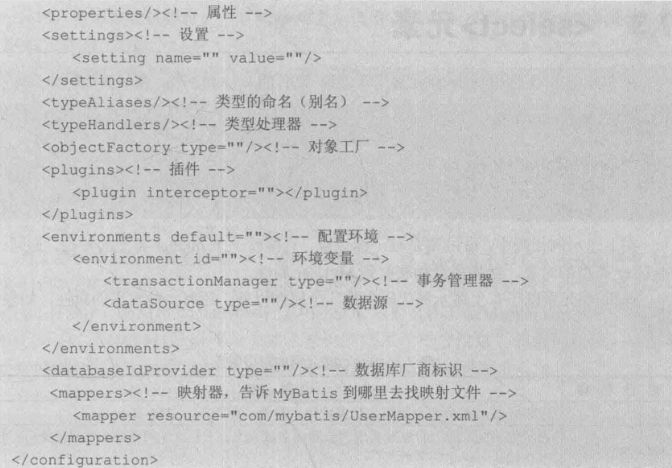 <properties/><!-- 属性 -->
<settings><!-- 设置 -->
<setting name="" value=""/>
</settings>
<typeAliases/><!-- 类型的命名（别名） -->
<typeHandlers/><!-- 类型处理器 -->
<objectFactory type=""/><!-- 对象工厂 -->
<plugins><!-- 插件 -->
<plugin interceptor=""></plugin>
</plugins>
<environments default=""><!-- 配置环境 -->
<environment id=""><!-- 环境变量 -->
<transactionManager type=""/><!-- 事务管理器 -->
<dataSource type=""/><!-- 数据源 -->
</environment>
</environments>
<databaseIdProvider type=""/><!-- 数据库厂商标识 -->
<mappers><!-- 映射器，告诉 MyBatis 到哪里去找映射文件 -->
<mapper resource="com/mybatis/UserMapper.xml"/>
</mappers>
</configuration>